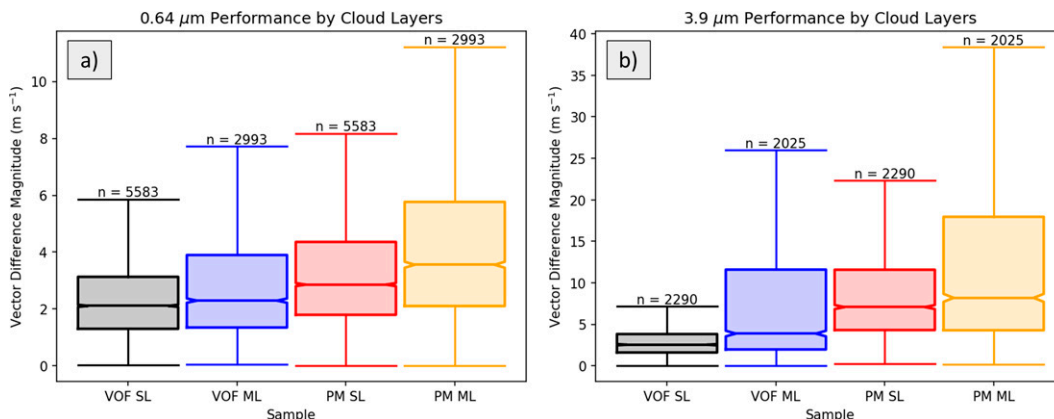 0.64 μm Performance by Cloud Layers
a)
Vector Difference Magnitude (m s⁻¹)
10
8
6
4
2
0
n = 5583
n = 2993
n = 5583
n = 2993
VOF SL
VOF ML
PM SL
PM ML
Sample
3.9 μm Performance by Cloud Layers
b)
Vector Difference Magnitude (m s⁻¹)
40
35
30
25
20
15
10
5
0
n = 2290
n = 2025
n = 2290
n = 2025
VOF SL
VOF ML
PM SL
PM ML
Sample